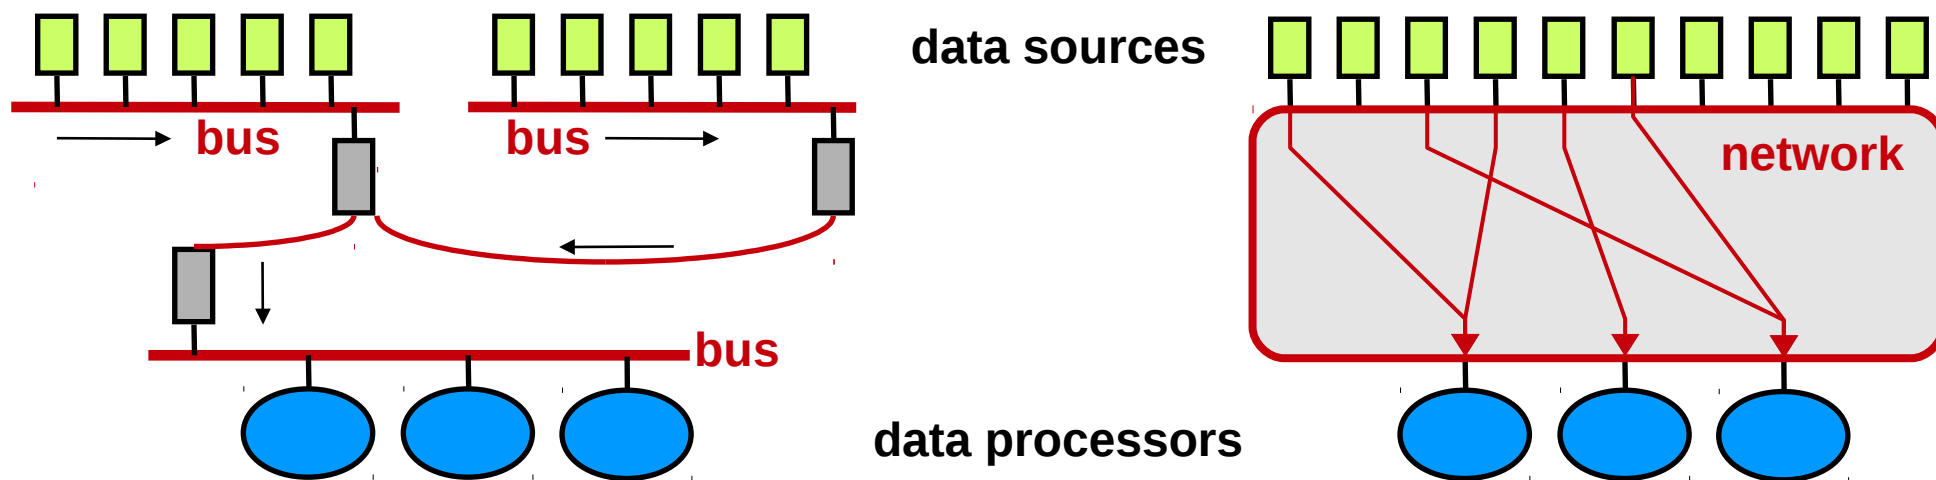 data sources
bus
bus
network
bus
data processors